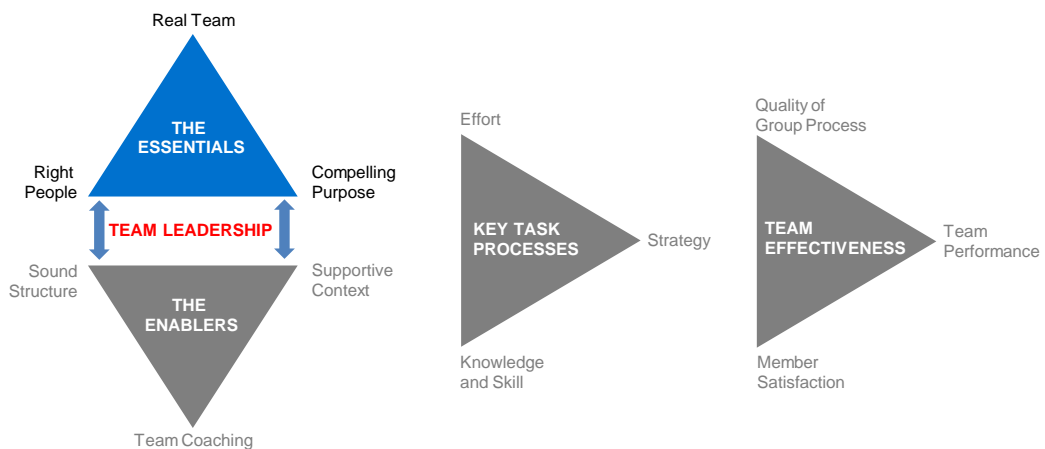 Real Team
THE
ESSENTIALS
Right
People
Compelling
Purpose
TEAM LEADERSHIP
Sound
Structure
Supportive
Context
THE
ENABLERS
Team Coaching
Effort
KEY TASK
PROCESSES
Strategy
Knowledge
and Skill
Quality of
Group Process
TEAM
EFFECTIVENESS
Team
Performance
Member
Satisfaction